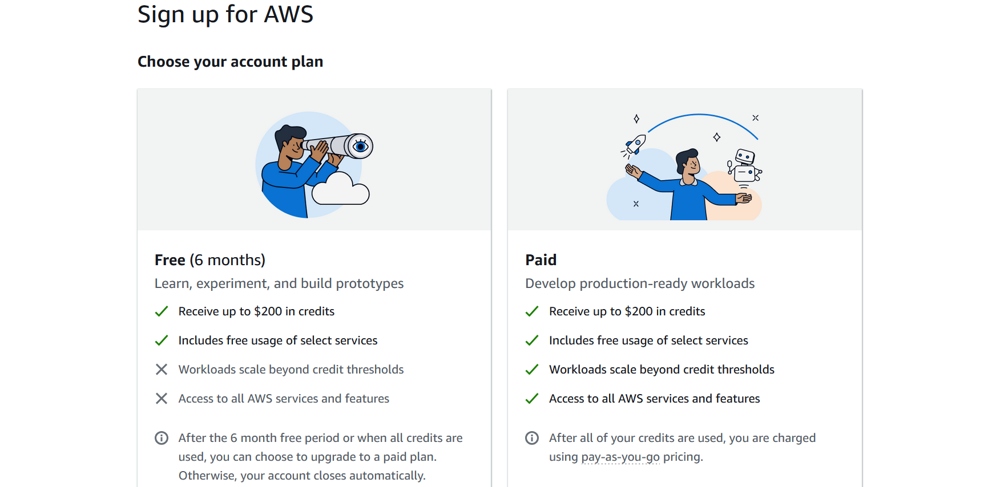 Sign up for AWS
Choose your account plan
Free (6 months)
Learn, experiment, and build prototypes
Receive up to $200 in credits
Includes free usage of select services
Workloads scale beyond credit thresholds
Access to all AWS services and features
After the 6 month free period or when all credits are
used, you can choose to upgrade to a paid plan.
Otherwise, your account closes automatically.
Paid
Develop production-ready workloads
Receive up to $200 in credits
Includes free usage of select services
Workloads scale beyond credit thresholds
Access to all AWS services and features
After all of your credits are used, you are charged
using pay-as-you-go pricing.